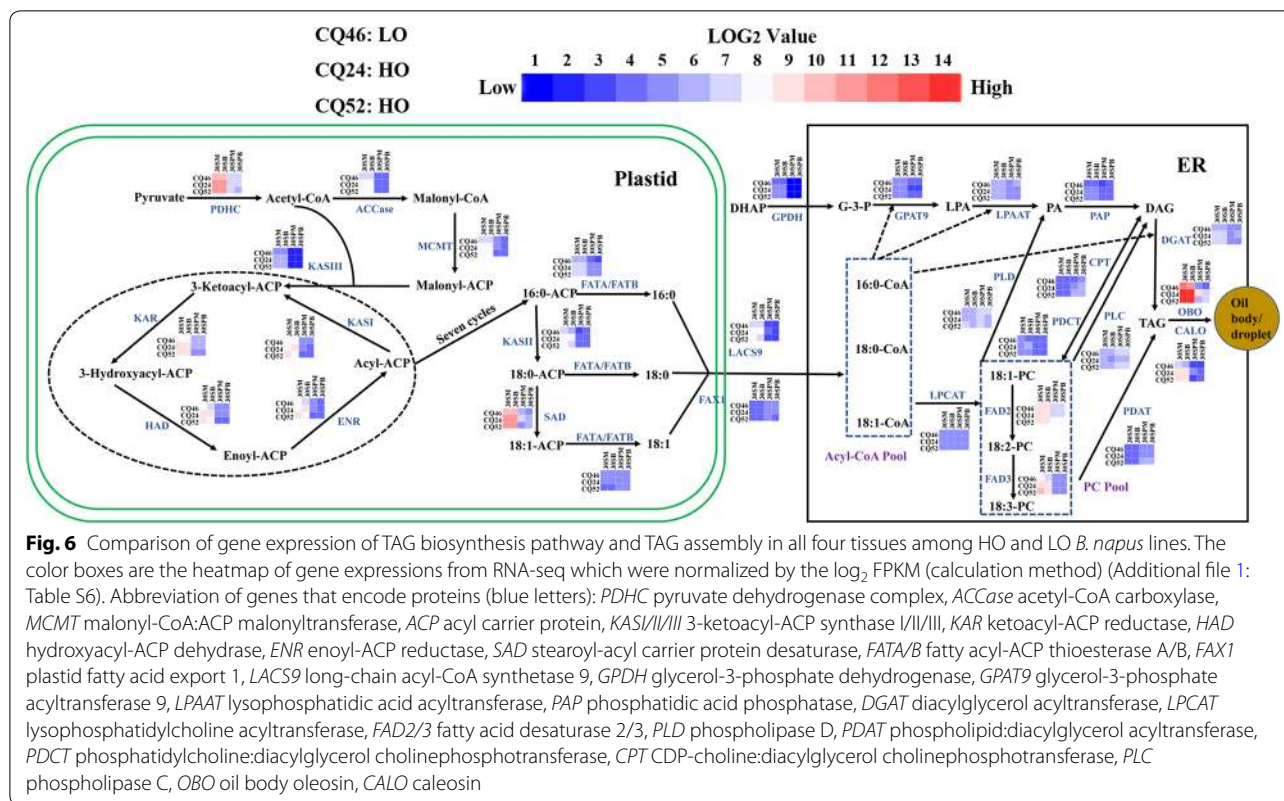 CQ46: LO
CQ24: HO
CQ52: HO
LOG2 Value
1 2 3 4 5 6 7 8 9 10 11 12 13 14
Low High
Plastid
Pyruvate
PDHC
Acetyl-CoA
ACCase
Malonyl-CoA
MCMT
Malonyl-ACP
KASIII
3-Ketoacyl-ACP
KAR
3-Hydroxyacyl-ACP
HAD
Enoyl-ACP
ENR
Acyl-ACP
KASI
Seven cycles
16:0-ACP
FATA/FATB
16:0
KASII
18:0-ACP
FATA/FATB
18:0
SAD
18:1-ACP
FATA/FATB
18:1
FAX1
LACS9
30SM 30SB 30SPM 30SPB
CQ46
CQ24
CQ52
ER
DHAP
GPDH
G-3-P
GPAT9
LPA
LPAAT
PA
PAP
DAG
DGAT
TAG
OBO
CALO
Oil
body/
droplet
16:0-CoA
18:0-CoA
18:1-CoA
Acyl-CoA Pool
LPCAT
PLD
PDCT
CPT
PLC
PDAT
18:1-PC
FAD2
18:2-PC
FAD3
18:3-PC
PC Pool
Fig. 6 Comparison of gene expression of TAG biosynthesis pathway and TAG assembly in all four tissues among HO and LO B. napus lines. The
color boxes are the heatmap of gene expressions from RNA-seq which were normalized by the log2 FPKM (calculation method) (Additional file 1:
Table S6). Abbreviation of genes that encode proteins (blue letters): PDHC pyruvate dehydrogenase complex, ACCase acetyl-CoA carboxylase,
MCMT malonyl-CoA:ACP malonyltransferase, ACP acyl carrier protein, KASI/II/III 3-ketoacyl-ACP synthase I/II/III, KAR ketoacyl-ACP reductase, HAD
hydroxyacyl-ACP dehydrase, ENR enoyl-ACP reductase, SAD stearoyl-acyl carrier protein desaturase, FATA/B fatty acyl-ACP thioesterase A/B, FAX1
plastid fatty acid export 1, LACS9 long-chain acyl-CoA synthetase 9, GPDH glycerol-3-phosphate dehydrogenase, GPAT9 glycerol-3-phosphate
acyltransferase 9, LPAAT lysophosphatidic acid acyltransferase, PAP phosphatidic acid phosphatase, DGAT diacylglycerol acyltransferase, LPCAT
lysophosphatidylcholine acyltransferase, FAD2/3 fatty acid desaturase 2/3, PLD phospholipase D, PDAT phospholipid:diacylglycerol acyltransferase,
PDCT phosphatidylcholine:diacylglycerol cholinephosphotransferase, CPT CDP-choline:diacylglycerol cholinephosphotransferase, PLC
phospholipase C, OBO oil body oleosin, CALO caleosin